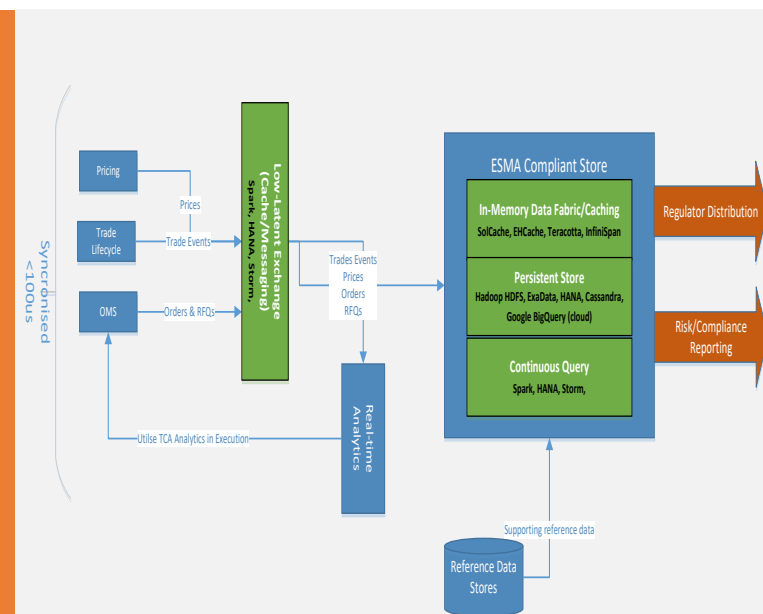 Syncronised
<100us
Pricing
Trade
Lifecycle
OMS
Prices
Trade Events
Orders & RFQs
Low-Latent Exchange
(Cache/Messaging)
Spark, HANA, Storm,
Trades Events
Prices
Orders
RFQs
Utilse TCA Analytics in Execution
Real-time
Analytics
ESMA Compliant Store
In-Memory Data Fabric/Caching
SolCache, EHCache, Teracotta, InfiniSpan
Persistent Store
Hadoop HDFS, ExaData, HANA, Cassandra,
Google BigQuery (cloud)
Continuous Query
Spark, HANA, Storm,
Regulator Distribution
Risk/Compliance
Reporting
Supporting reference data
Reference Data
Stores